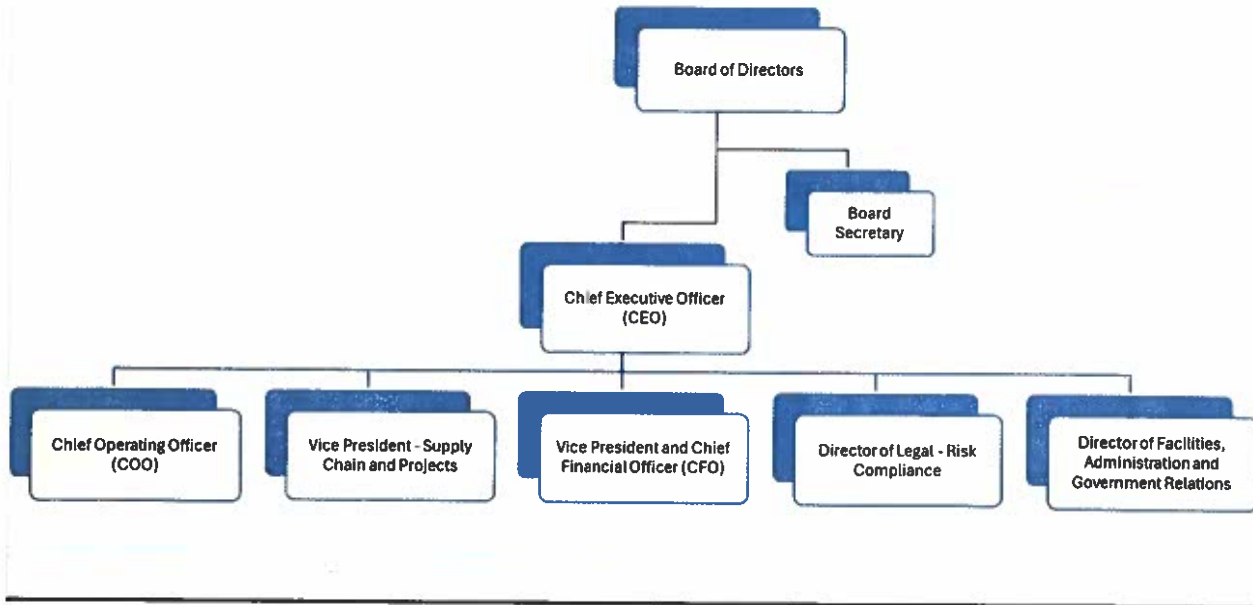 Board of Directors
Board
Secretary
Chief Executive Officer
(CEO)
Chief Operating Officer
(COO)
Vice President - Supply
Chain and Projects
Vice President and Chief
Financial Officer (CFO)
Director of Legal - Risk
Compliance
Director of Facilities,
Administration and
Government Relations